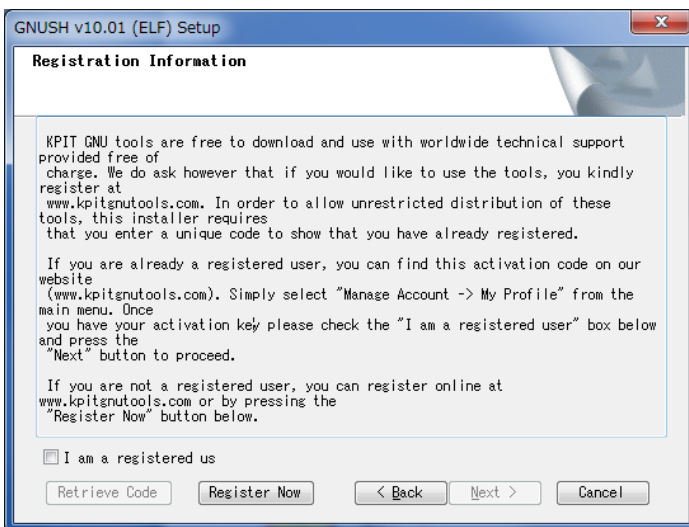 GNUSH v10.01 (ELF) Setup
Registration Information
KPIT GNU tools are free to download and use with worldwide technical support
provided free of
charge. We do ask however that if you would like to use the tools, you kindly
register at
www.kpitgnutools.com. In order to allow unrestricted distribution of these
tools, this installer requires
that you enter a unique code to show that you have already registered.
If you are already a registered user, you can find this activation code on our
website
(www.kpitgnutools.com). Simply select "Manage Account -> My Profile" from the
main menu. Once
you have your activation key please check the "I am a registered user" box below
and press the
"Next" button to proceed.
If you are not a registered user, you can register online at
www.kpitgnutools.com or by pressing the
"Register Now" button below.
I am a registered us
Retrieve Code Register Now < Back Next > Cancel